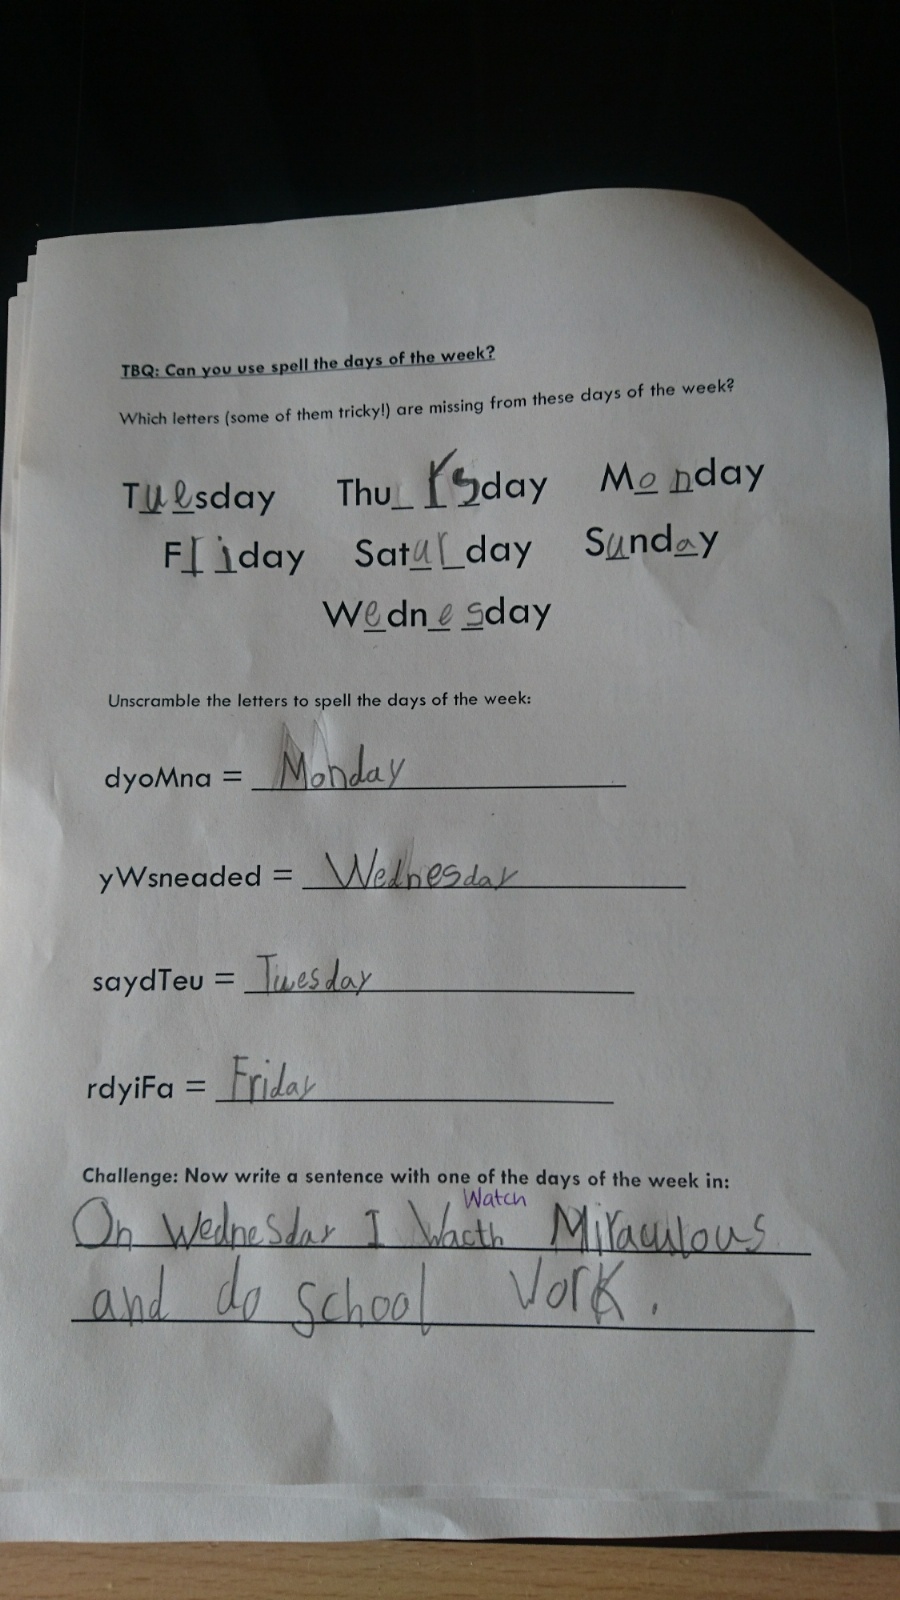 TBQ: Can you use spell the days of the week?
Which letters (some of them tricky!) are missing from these days of the week?
Tuesday Thu_rsday Monday
Friday Saturday Sunday
Wednesday
Unscramble the letters to spell the days of the week:
dyoMna = Monday
yWsneaded = Wednesday
saydTeu = Tuesday
rdyiFa = Friday
Challenge: Now write a sentence with one of the days of the week in:
Watch
On Wednesday I Wacth Miraculous
and do school Work.